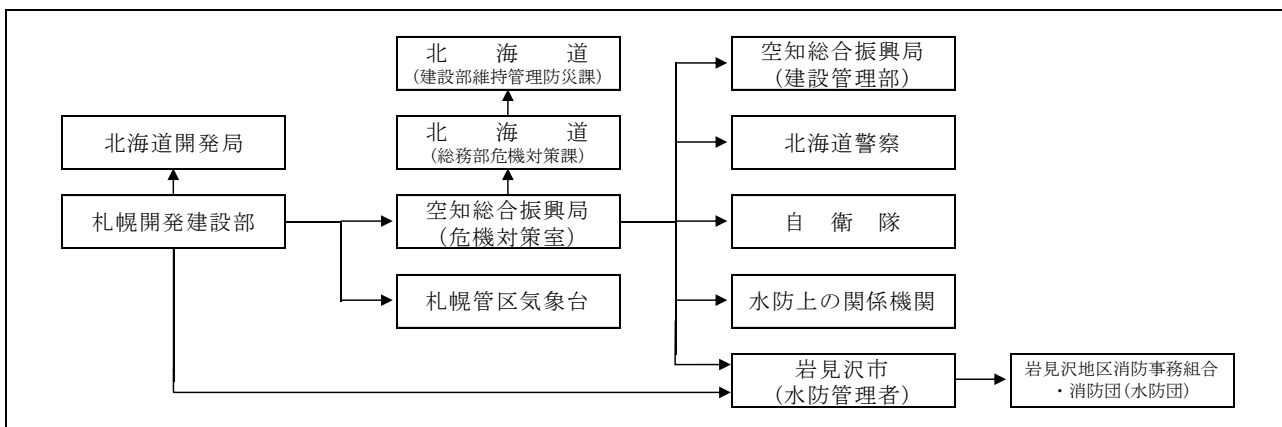 北海道
(建設部維持管理防災課)
空知総合振興局
(建設管理部)
北海道開発局
北海道
(総務部危機対策課)
北海道警察
札幌開発建設部
空知総合振興局
(危機対策室)
自衛隊
札幌管区気象台
水防上の関係機関
岩見沢市
(水防管理者)
岩見沢地区消防事務組合
・消防団(水防団)